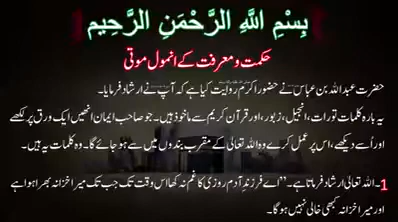 بِسْمِ اللَّهِ الرَّحْمَنِ الرَّحِيمِ
حکمت و معرفت کے انمول موتی
حضرت عبداللہ بن عباسؓ نے حضور اکرم ﷺ روایت کیا ہے کہ آپ نے ارشاد فرمایا۔
یہ بارہ کلمات تورات، انجیل، زبور، اور قرآن کریم سے ماخوذ ہیں۔ جو صاحب ایمان انھیں ایک ورق پر لکھے
اور اُسے دیکھے، اس پر عمل کرے وہ اللہ تعالی کے مقرب بندوں میں سے ہو جائے گا۔ وہ کلمات یہ ہیں۔
1۔ اللہ تعالی ارشاد فرماتا ہے۔ "اے فرزندِ آدم روزی کا غم نہ کھا اس وقت تک جب تک میرا خزانہ بھرا ہوا ہے
اور میرا خزانہ کبھی خالی نہیں ہوگا۔